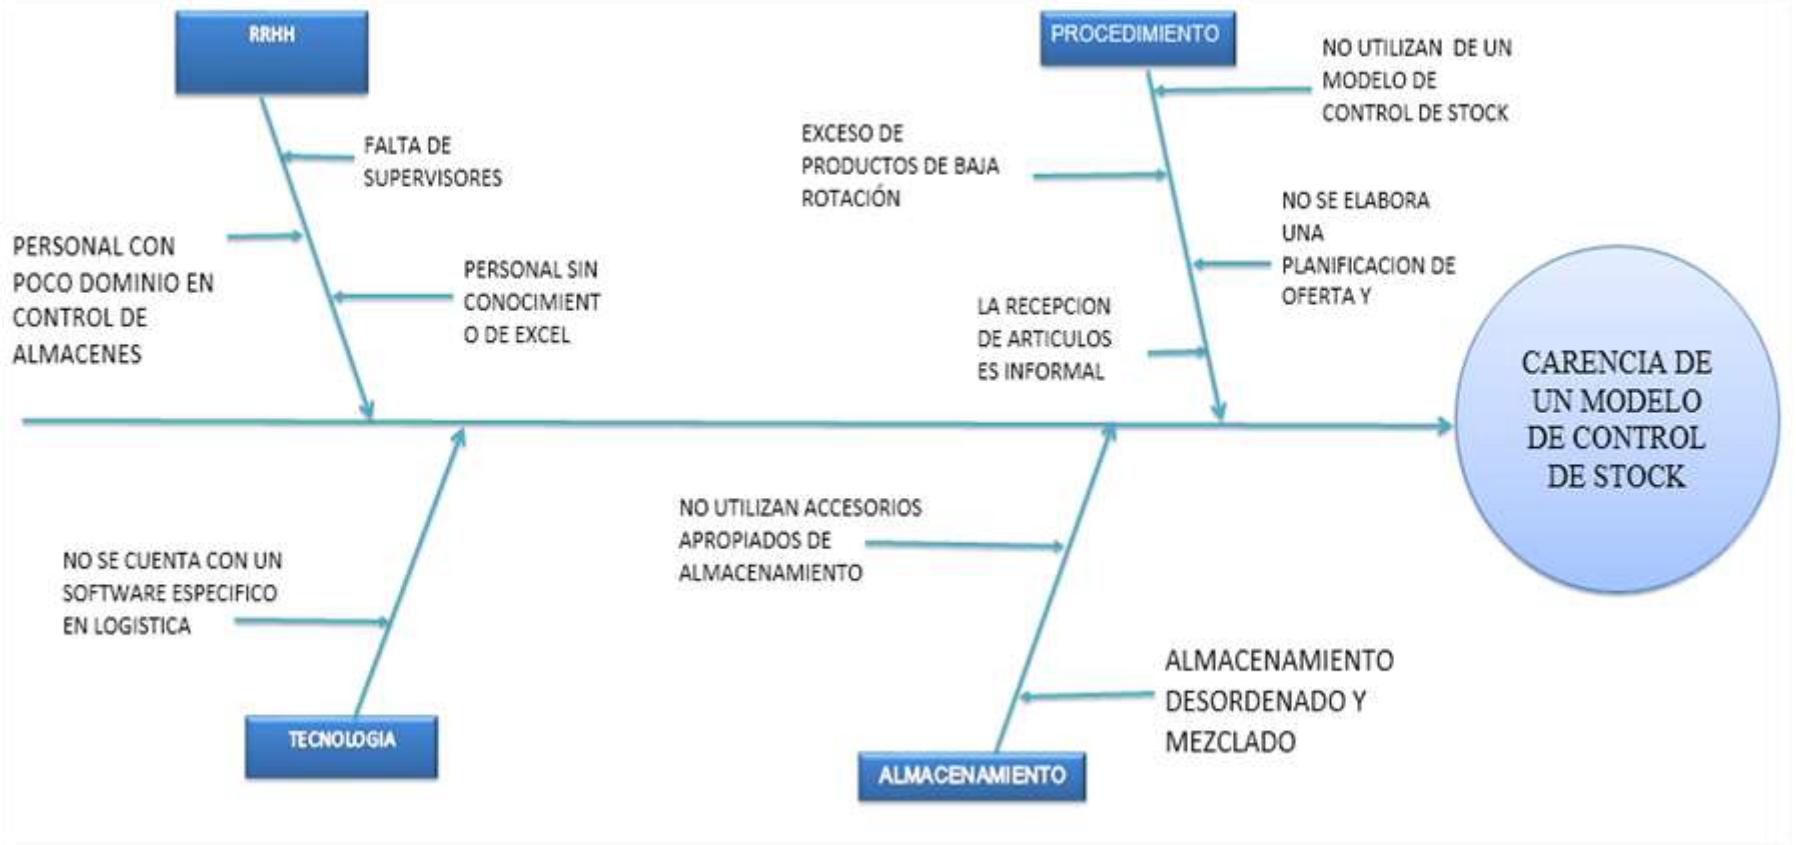 RRHH
FALTA DE
SUPERVISORES
PERSONAL CON
POCO DOMINIO EN
CONTROL DE
ALMACENES
PERSONAL SIN
CONOCIMIENT
O DE EXCEL
PROCEDIMIENTO
NO UTILIZAN DE UN
MODELO DE
CONTROL DE STOCK
EXCESO DE
PRODUCTOS DE BAJA
ROTACIÓN
NO SE ELABORA
UNA
PLANIFICACION DE
OFERTA Y
LA RECEPCION
DE ARTICULOS
ES INFORMAL
CARENCIA DE
UN MODELO
DE CONTROL
DE STOCK
NO SE CUENTA CON UN
SOFTWARE ESPECIFICO
EN LOGISTICA
TECNOLOGIA
NO UTILIZAN ACCESORIOS
APROPIADOS DE
ALMACENAMIENTO
ALMACENAMIENTO
DESORDENADO Y
MEZCLADO
ALMACENAMIENTO